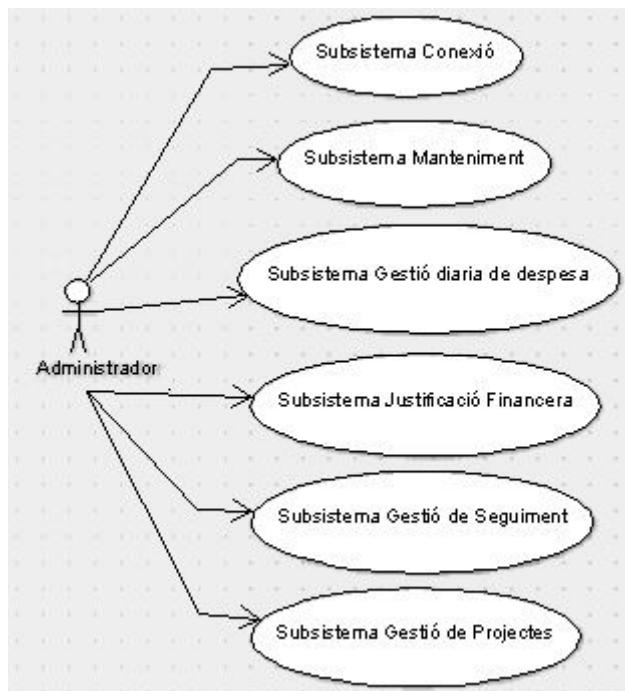 Subsistema Conexió
Subsistema Manteniment
Subsistema Gestió diaria de despesa
Administrador
Subsistema Justificació Financera
Subsistema Gestió de Seguiment
Subsistema Gestió de Projectes